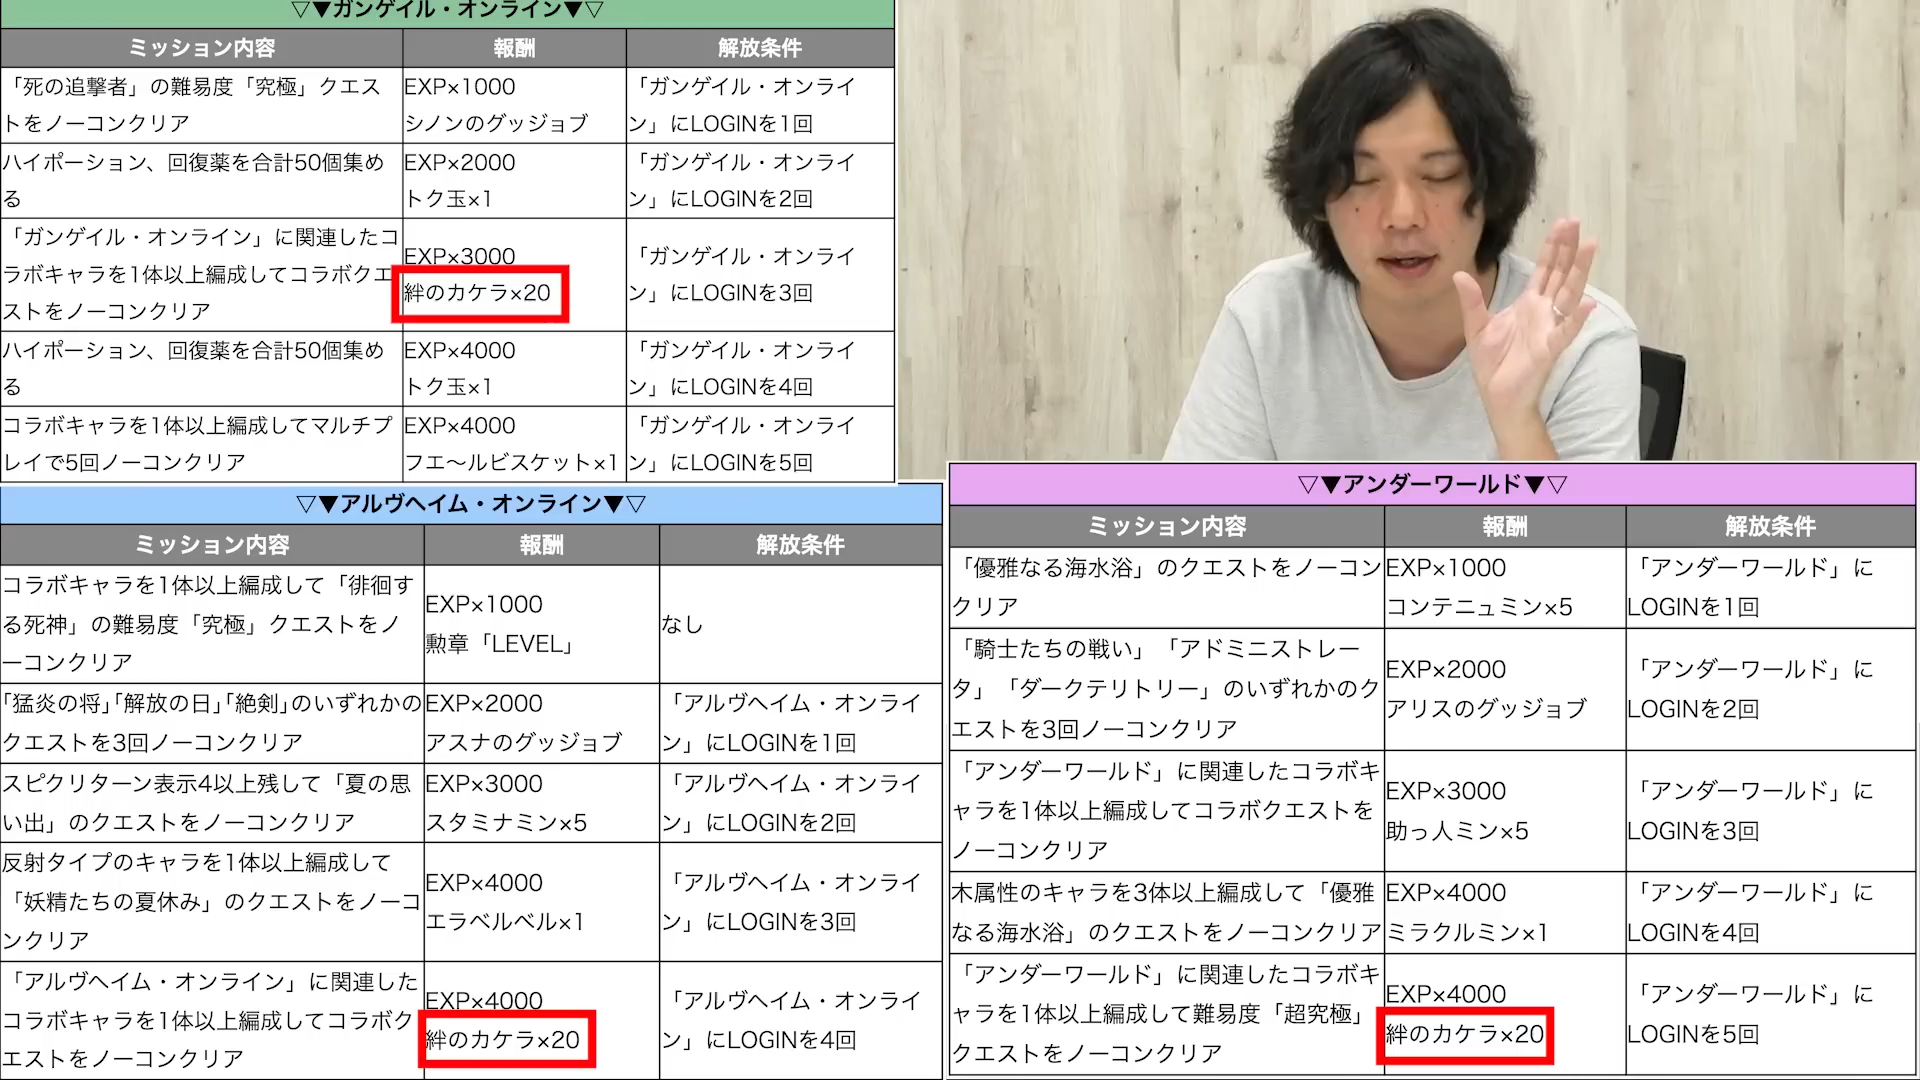 ▽▼ガンゲイル・オンライン▼▽
ミッション内容 報酬 解放条件
「死の追撃者」の難易度「究極」クエス
トをノーコンクリア
EXP×1000
シノンのグッジョブ
「ガンゲイル・オンライ
ン」にLOGINを1回
ハイポーション、回復薬を合計50個集め
る
EXP×2000
トク玉×1
「ガンゲイル・オンライ
ン」にLOGINを2回
「ガンゲイル・オンライン」に関連したコ
ラボキャラを1体以上編成してコラボクエ
ストをノーコンクリア
EXP×3000
絆のカケラ×20
「ガンゲイル・オンライ
ン」にLOGINを3回
ハイポーション、回復薬を合計50個集め
る
EXP×4000
トク玉×1
「ガンゲイル・オンライ
ン」にLOGINを4回
コラボキャラを1体以上編成してマルチプ
レイで5回ノーコンクリア
EXP×4000
フエ〜ルビスケット×1
「ガンゲイル・オンライ
ン」にLOGINを5回
▽▼アルヴヘイム・オンライン▼▽
ミッション内容 報酬 解放条件
コラボキャラを1体以上編成して「徘徊す
る死神」の難易度「究極」クエストをノ
ーコンクリア
EXP×1000
勲章「LEVEL」
なし
「猛炎の将」「解放の日」「絶剣」のいずれかの
クエストを3回ノーコンクリア
EXP×2000
アスナのグッジョブ
「アルヴヘイム・オンライ
ン」にLOGINを1回
スピクリターン表示4以上残して「夏の思
い出」のクエストをノーコンクリア
EXP×3000
スタミナミン×5
「アルヴヘイム・オンライ
ン」にLOGINを2回
反射タイプのキャラを1体以上編成して
「妖精たちの夏休み」のクエストをノーコ
ンクリア
EXP×4000
エラベルベル×1
「アルヴヘイム・オンライ
ン」にLOGINを3回
「アルヴヘイム・オンライン」に関連した
コラボキャラを1体以上編成してコラボク
エストをノーコンクリア
EXP×4000
絆のカケラ×20
「アルヴヘイム・オンライ
ン」にLOGINを4回
▽▼アンダーワールド▼▽
ミッション内容 報酬 解放条件
「優雅なる海水浴」のクエストをノーコン
クリア
EXP×1000
コンテニュミン×5
「アンダーワールド」に
LOGINを1回
「騎士たちの戦い」「アドミニストレー
タ」「ダークテリトリー」のいずれかのク
エストを3回ノーコンクリア
EXP×2000
アリスのグッジョブ
「アンダーワールド」に
LOGINを2回
「アンダーワールド」に関連したコラボキ
ャラを1体以上編成してコラボクエストを
ノーコンクリア
EXP×3000
助っ人ミン×5
「アンダーワールド」に
LOGINを3回
木属性のキャラを3体以上編成して「優雅
なる海水浴」のクエストをノーコンクリア
EXP×4000
ミラクルミン×1
「アンダーワールド」に
LOGINを4回
「アンダーワールド」に関連したコラボキ
ャラを1体以上編成して難易度「超究極」
クエストをノーコンクリア
EXP×4000
絆のカケラ×20
「アンダーワールド」に
LOGINを5回